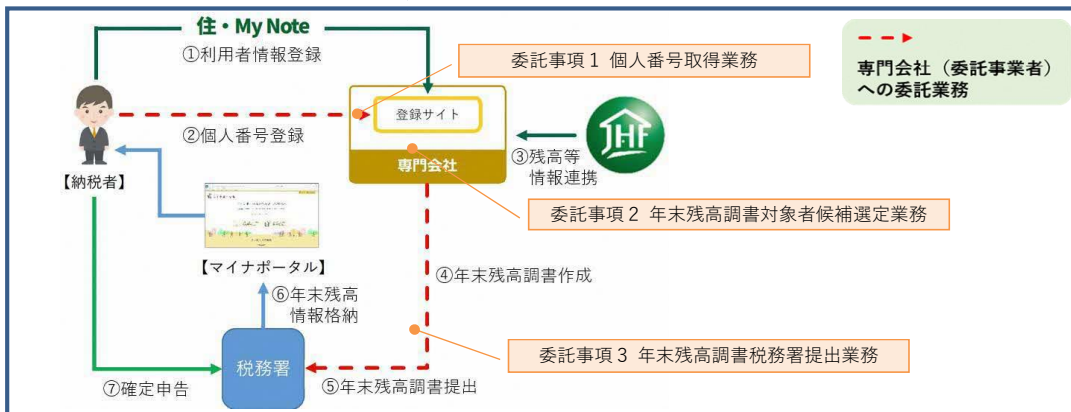 住・My Note
①利用者情報登録
委託事項１ 個人番号取得業務
専門会社（委託事業者）
への委託業務
登録サイト
②個人番号登録
専門会社
JHF
③残高等
情報連携
【納税者】
委託事項２ 年末残高調書対象者候補選定業務
【マイナポータル】
④年末残高調書作成
⑥年末残高
情報格納
委託事項３ 年末残高調書税務署提出業務
税務署
⑦確定申告
⑤年末残高調書提出